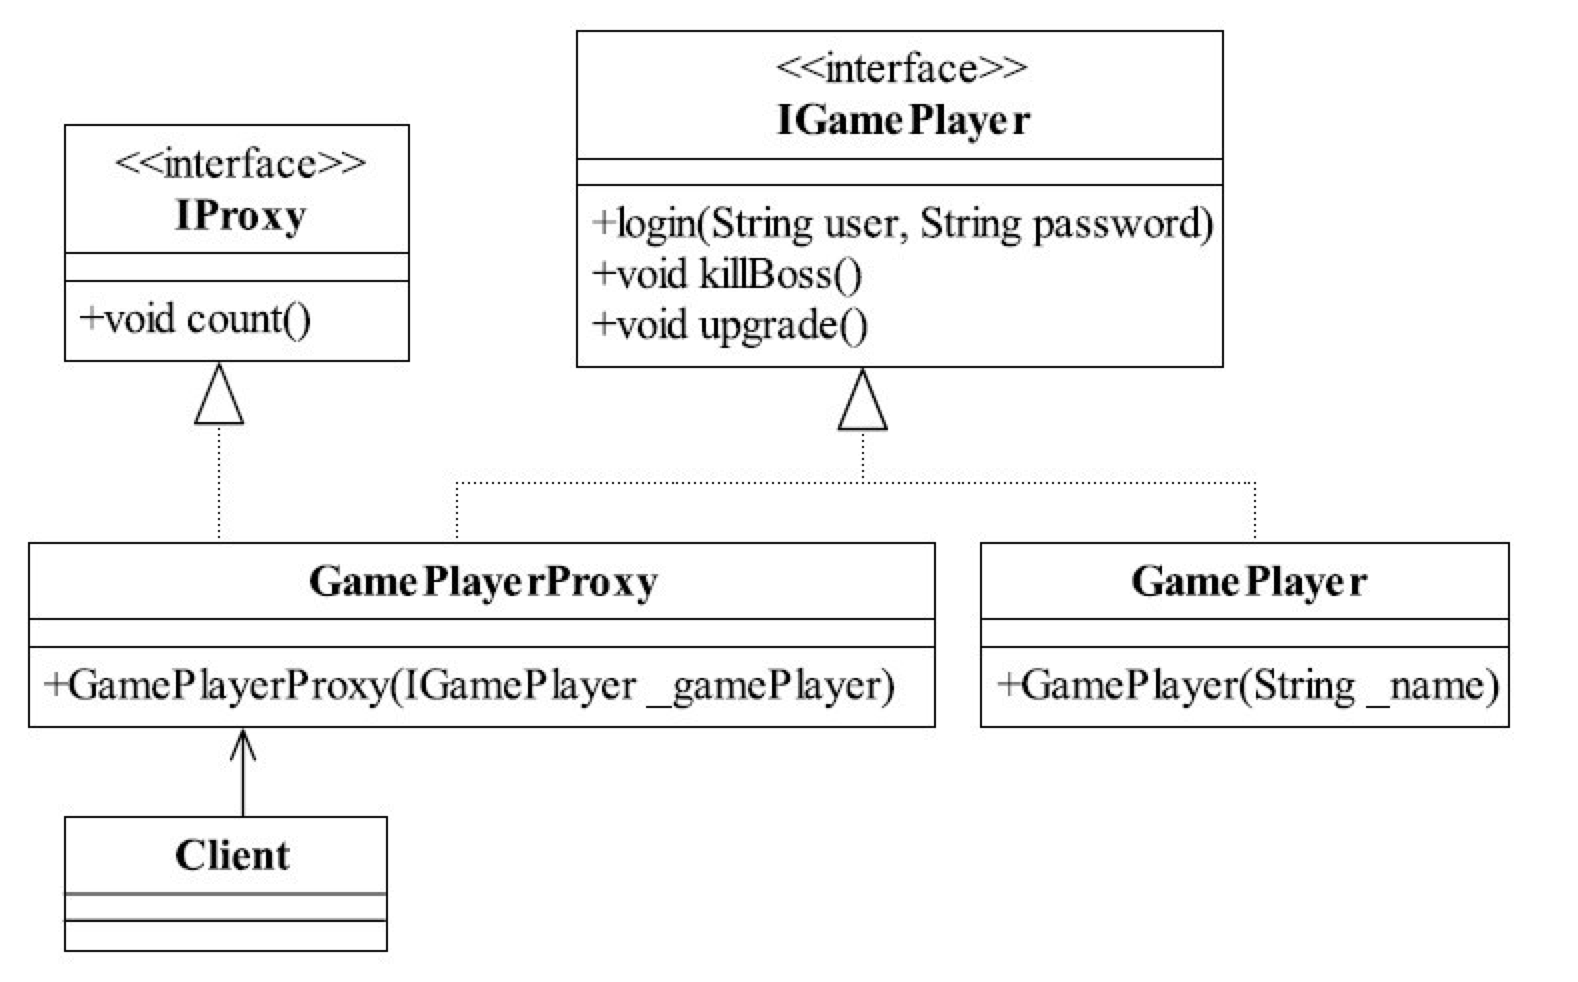 <<interface>>
IProxy
+void count()
<<interface>>
IGamePlayer
+login(String user, String password)
+void killBoss()
+void upgrade()
GamePlayerProxy
+GamePlayerProxy(IGamePlayer _gamePlayer)
GamePlayer
+GamePlayer(String _name)
Client